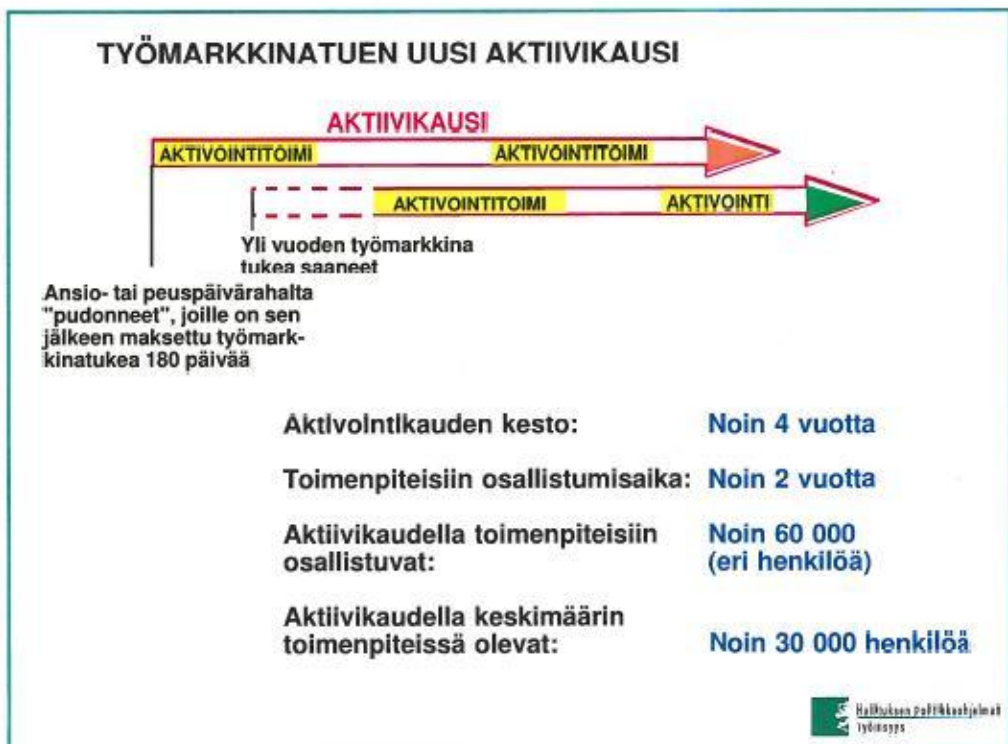 TYÖMARKKINATUEN UUSI AKTIIVIKAUSI
AKTIIVIKAUSI
AKTIVOINTITOIMI AKTIVOINTITOIMI
AKTIVOINTITOIMI AKTIVOINTI
Yli vuoden työmarkkina
tukea saaneet
Ansio- tai peuspäivärahalta
"pudonneet", joille on sen
jälkeen maksettu työmark-
kinatukea 180 päivää
Aktivointikauden kesto: Noin 4 vuotta
Toimenpiteisiin osallistumisaika: Noin 2 vuotta
Aktiivikaudella toimenpiteisiin Noin 60 000
osallistuvat: (eri henkilöä)
Aktiivikaudella keskimäärin
toimenpiteissä olevat: Noin 30 000 henkilöä
Hallituksen politiikkaohjelmat
Työllisyys